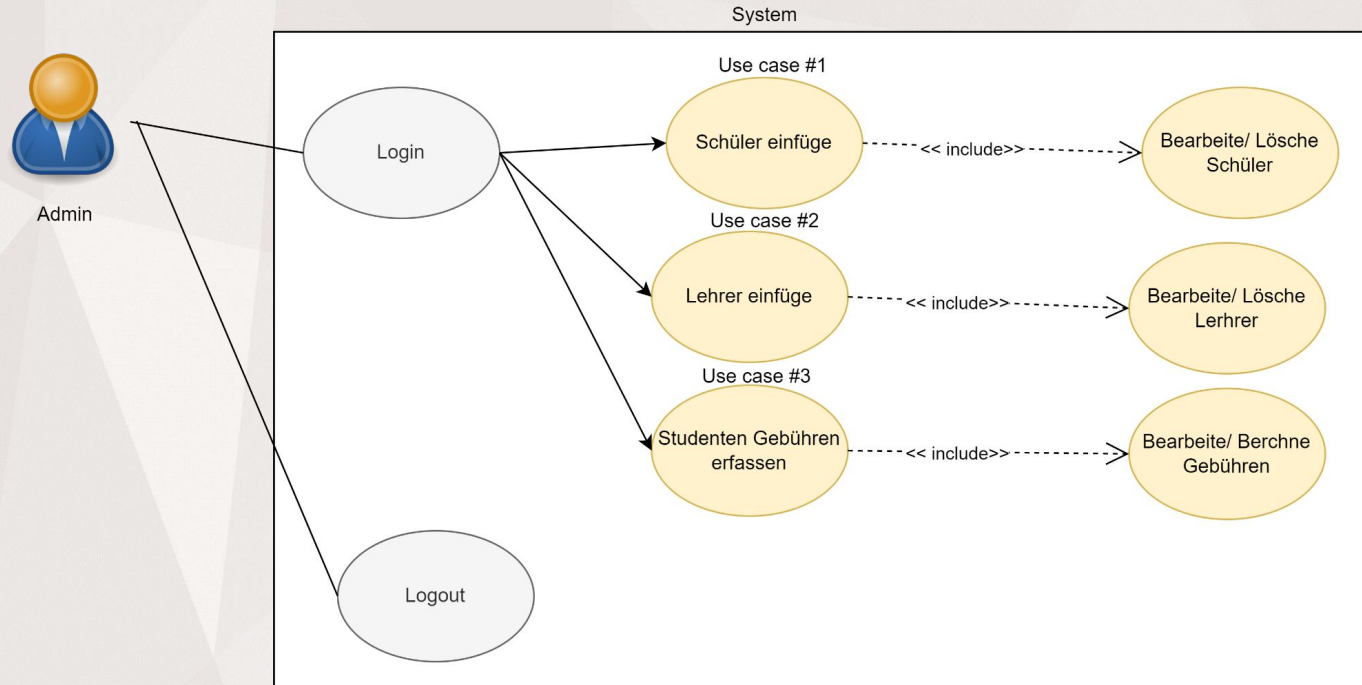 System
Admin
Login
Use case #1
Schüler einfüge
<< include>>
Bearbeite/ Lösche
Schüler
Use case #2
Lehrer einfüge
<< include>>
Bearbeite/ Lösche
Lerhrer
Use case #3
Studenten Gebühren
erfassen
<< include>>
Bearbeite/ Berchne
Gebühren
Logout